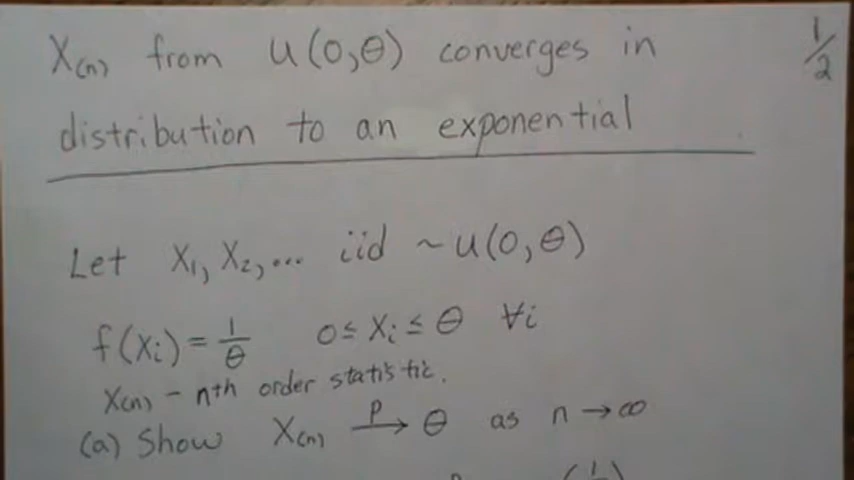 X(n) from U(0,θ) converges in
distribution to an exponential
1/2
Let X₁, X₂,... iid ~ U(0,θ)
f(Xi) = 1/θ 0 ≤ Xi ≤ θ ∀i
X(n) - nth order statistic.
(a) Show X(n) →ᴾ θ as n → ∞